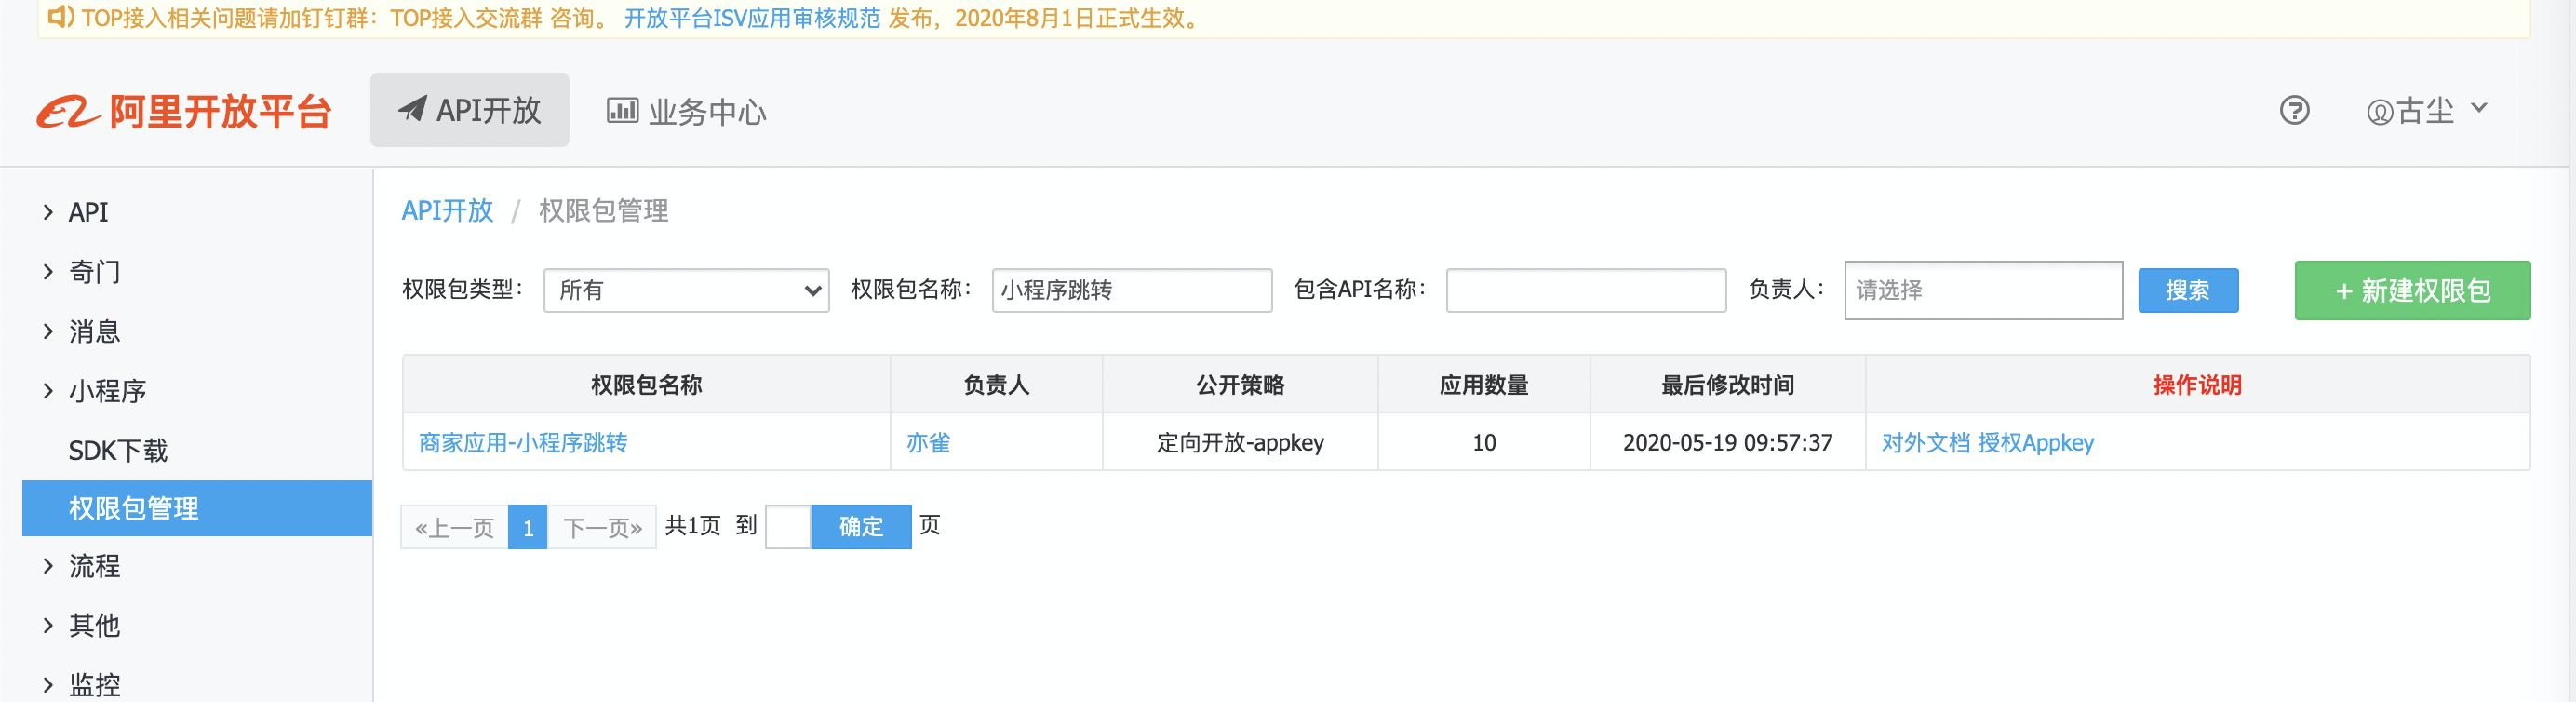 TOP接入相关问题请加钉钉群：TOP接入交流群 咨询。 开放平台ISV应用审核规范 发布，2020年8月1日正式生效。
阿里开放平台 API开放 业务中心 古尘
API
奇门
消息
小程序
SDK下载
权限包管理
流程
其他
监控
API开放 / 权限包管理
权限包类型： 所有 权限包名称： 小程序跳转 包含API名称： 负责人： 请选择 搜索 + 新建权限包
权限包名称 负责人 公开策略 应用数量 最后修改时间 操作说明
商家应用-小程序跳转 亦雀 定向开放-appkey 10 2020-05-19 09:57:37 对外文档 授权Appkey
«上一页 1 下一页» 共1页 到 确定 页